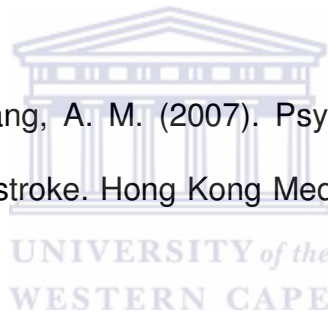 ang, A. M. (2007). Psy
stroke. Hong Kong Med
UNIVERSITY of the
WESTERN CAPE